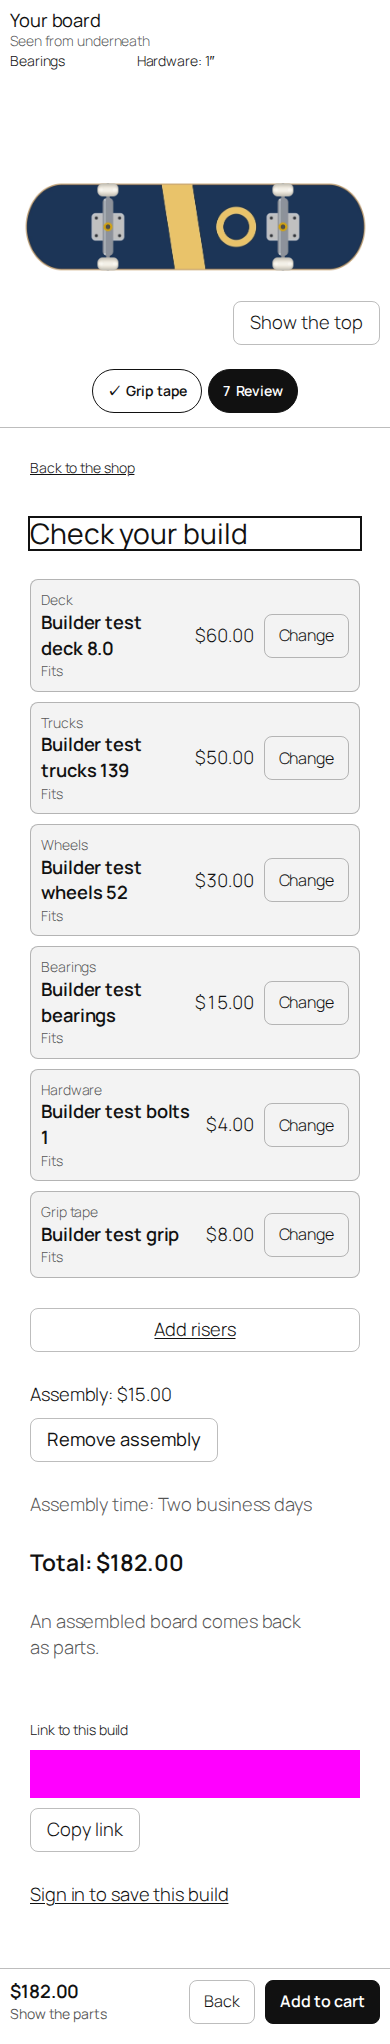 Your board
Seen from underneath
Bearings Hardware: 1″
Show the top
✓ Grip tape 7 Review
Back to the shop
Check your build
Deck
Builder test
deck 8.0
$60.00 Change
Fits
Trucks
Builder test
trucks 139
$50.00 Change
Fits
Wheels
Builder test
wheels 52
$30.00 Change
Fits
Bearings
Builder test
bearings
$15.00 Change
Fits
Hardware
Builder test bolts
1
$4.00 Change
Fits
Grip tape
Builder test grip $8.00 Change
Fits
Add risers
Assembly: $15.00
Remove assembly
Assembly time: Two business days
Total: $182.00
An assembled board comes back
as parts.
Link to this build
Copy link
Sign in to save this build
$182.00
Show the parts
Back Add to cart